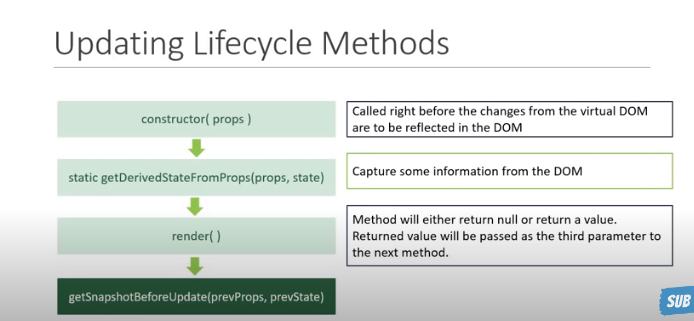 Updating Lifecycle Methods
constructor( props )
static getDerivedStateFromProps(props, state)
render( )
getSnapshotBeforeUpdate(prevProps, prevState)
Called right before the changes from the virtual DOM
are to be reflected in the DOM
Capture some information from the DOM
Method will either return null or return a value.
Returned value will be passed as the third parameter to
the next method.
SUB